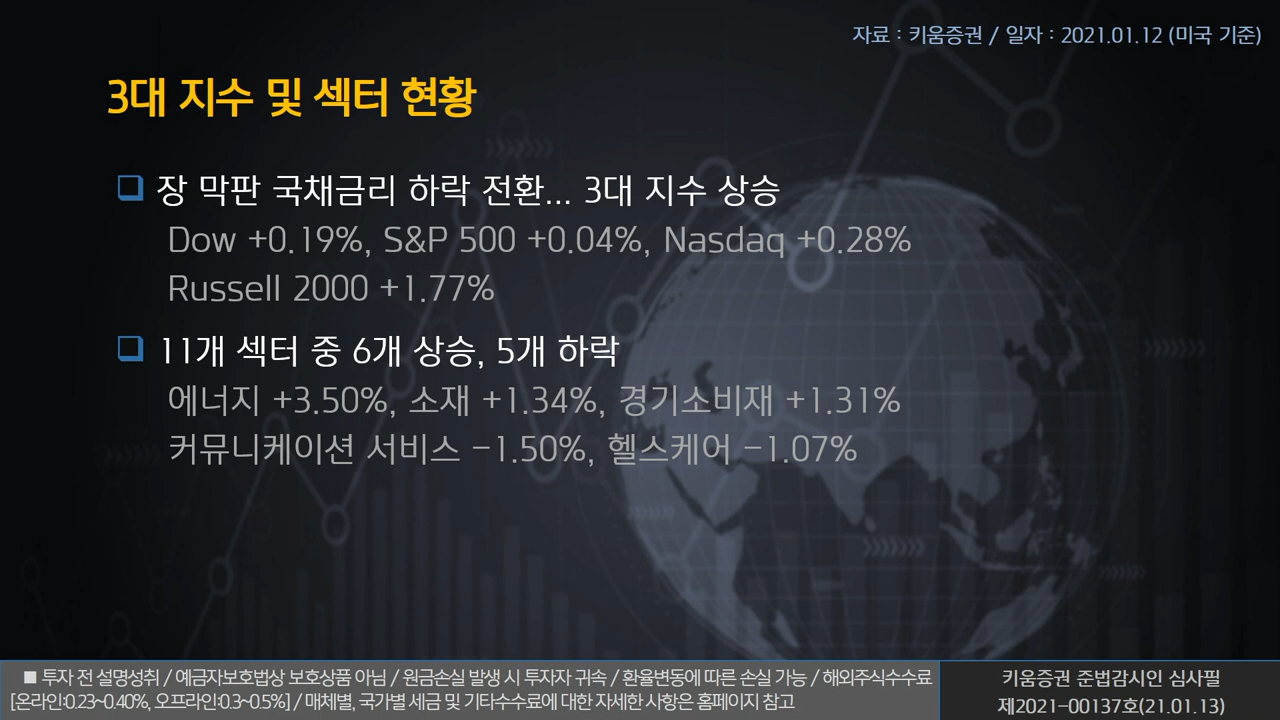 자료 : 키움증권 / 일자 : 2021.01.12 (미국 기준)
3대 지수 및 섹터 현황
❑ 장 막판 국채금리 하락 전환... 3대 지수 상승
Dow +0.19%, S&P 500 +0.04%, Nasdaq +0.28%
Russell 2000 +1.77%
❑ 11개 섹터 중 6개 상승, 5개 하락
에너지 +3.50%, 소재 +1.34%, 경기소비재 +1.31%
커뮤니케이션 서비스 -1.50%, 헬스케어 -1.07%
■ 투자 전 설명성취 / 예금자보호법상 보호상품 아님 / 원금손실 발생 시 투자자 귀속 / 환율변동에 따른 손실 가능 / 해외주식수수료
[온라인:0.23~0.40%, 오프라인:0.3~0.5%] / 매체별, 국가별 세금 및 기타수수료에 대한 자세한 사항은 홈페이지 참고
키움증권 준법감시인 심사필
제2021-00137호(21.01.13)